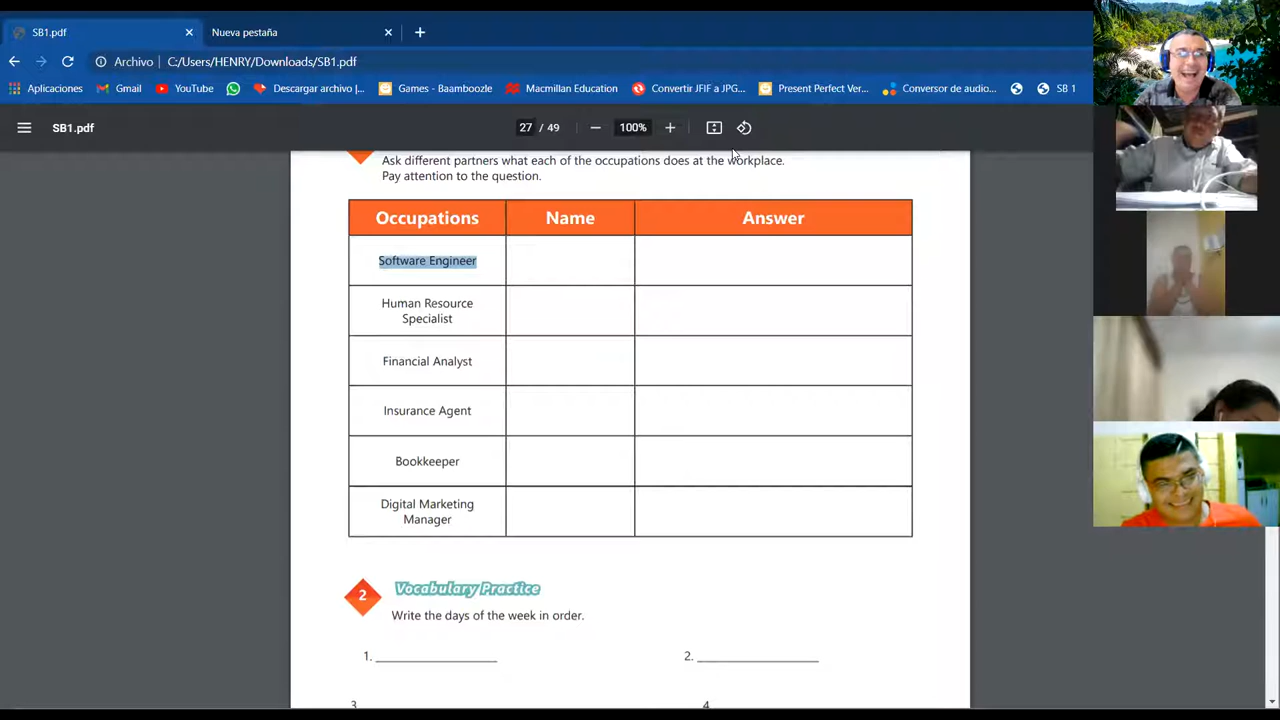 SB1.pdf
Nueva pestaña
Archivo
C:/Users/HENRY/Downloads/SB1.pdf
Aplicaciones
Gmail
YouTube
Descargar archivo |...
Games - Baamboozle
Macmillan Education
Convertir JFIF a JPG...
Present Perfect Ver...
Conversor de audio...
SB 1
SB1.pdf
27 / 49
100%
Ask different partners what each of the occupations does at the workplace.
Pay attention to the question.
Occupations Name Answer
Software Engineer
Human Resource
Specialist
Financial Analyst
Insurance Agent
Bookkeeper
Digital Marketing
Manager
2 Vocabulary Practice
Write the days of the week in order.
1. ____________________ 2. ____________________
3. 4.